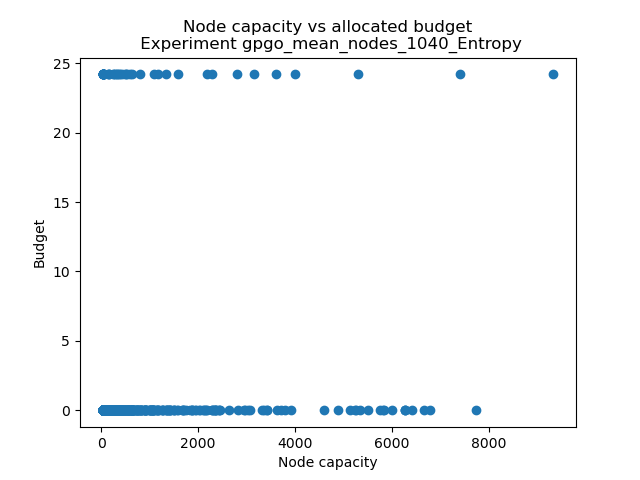 Node capacity vs allocated budget
Experiment gpgo_mean_nodes_1040_Entropy
25
20
15
10
5
0
Budget
0 2000 4000 6000 8000
Node capacity